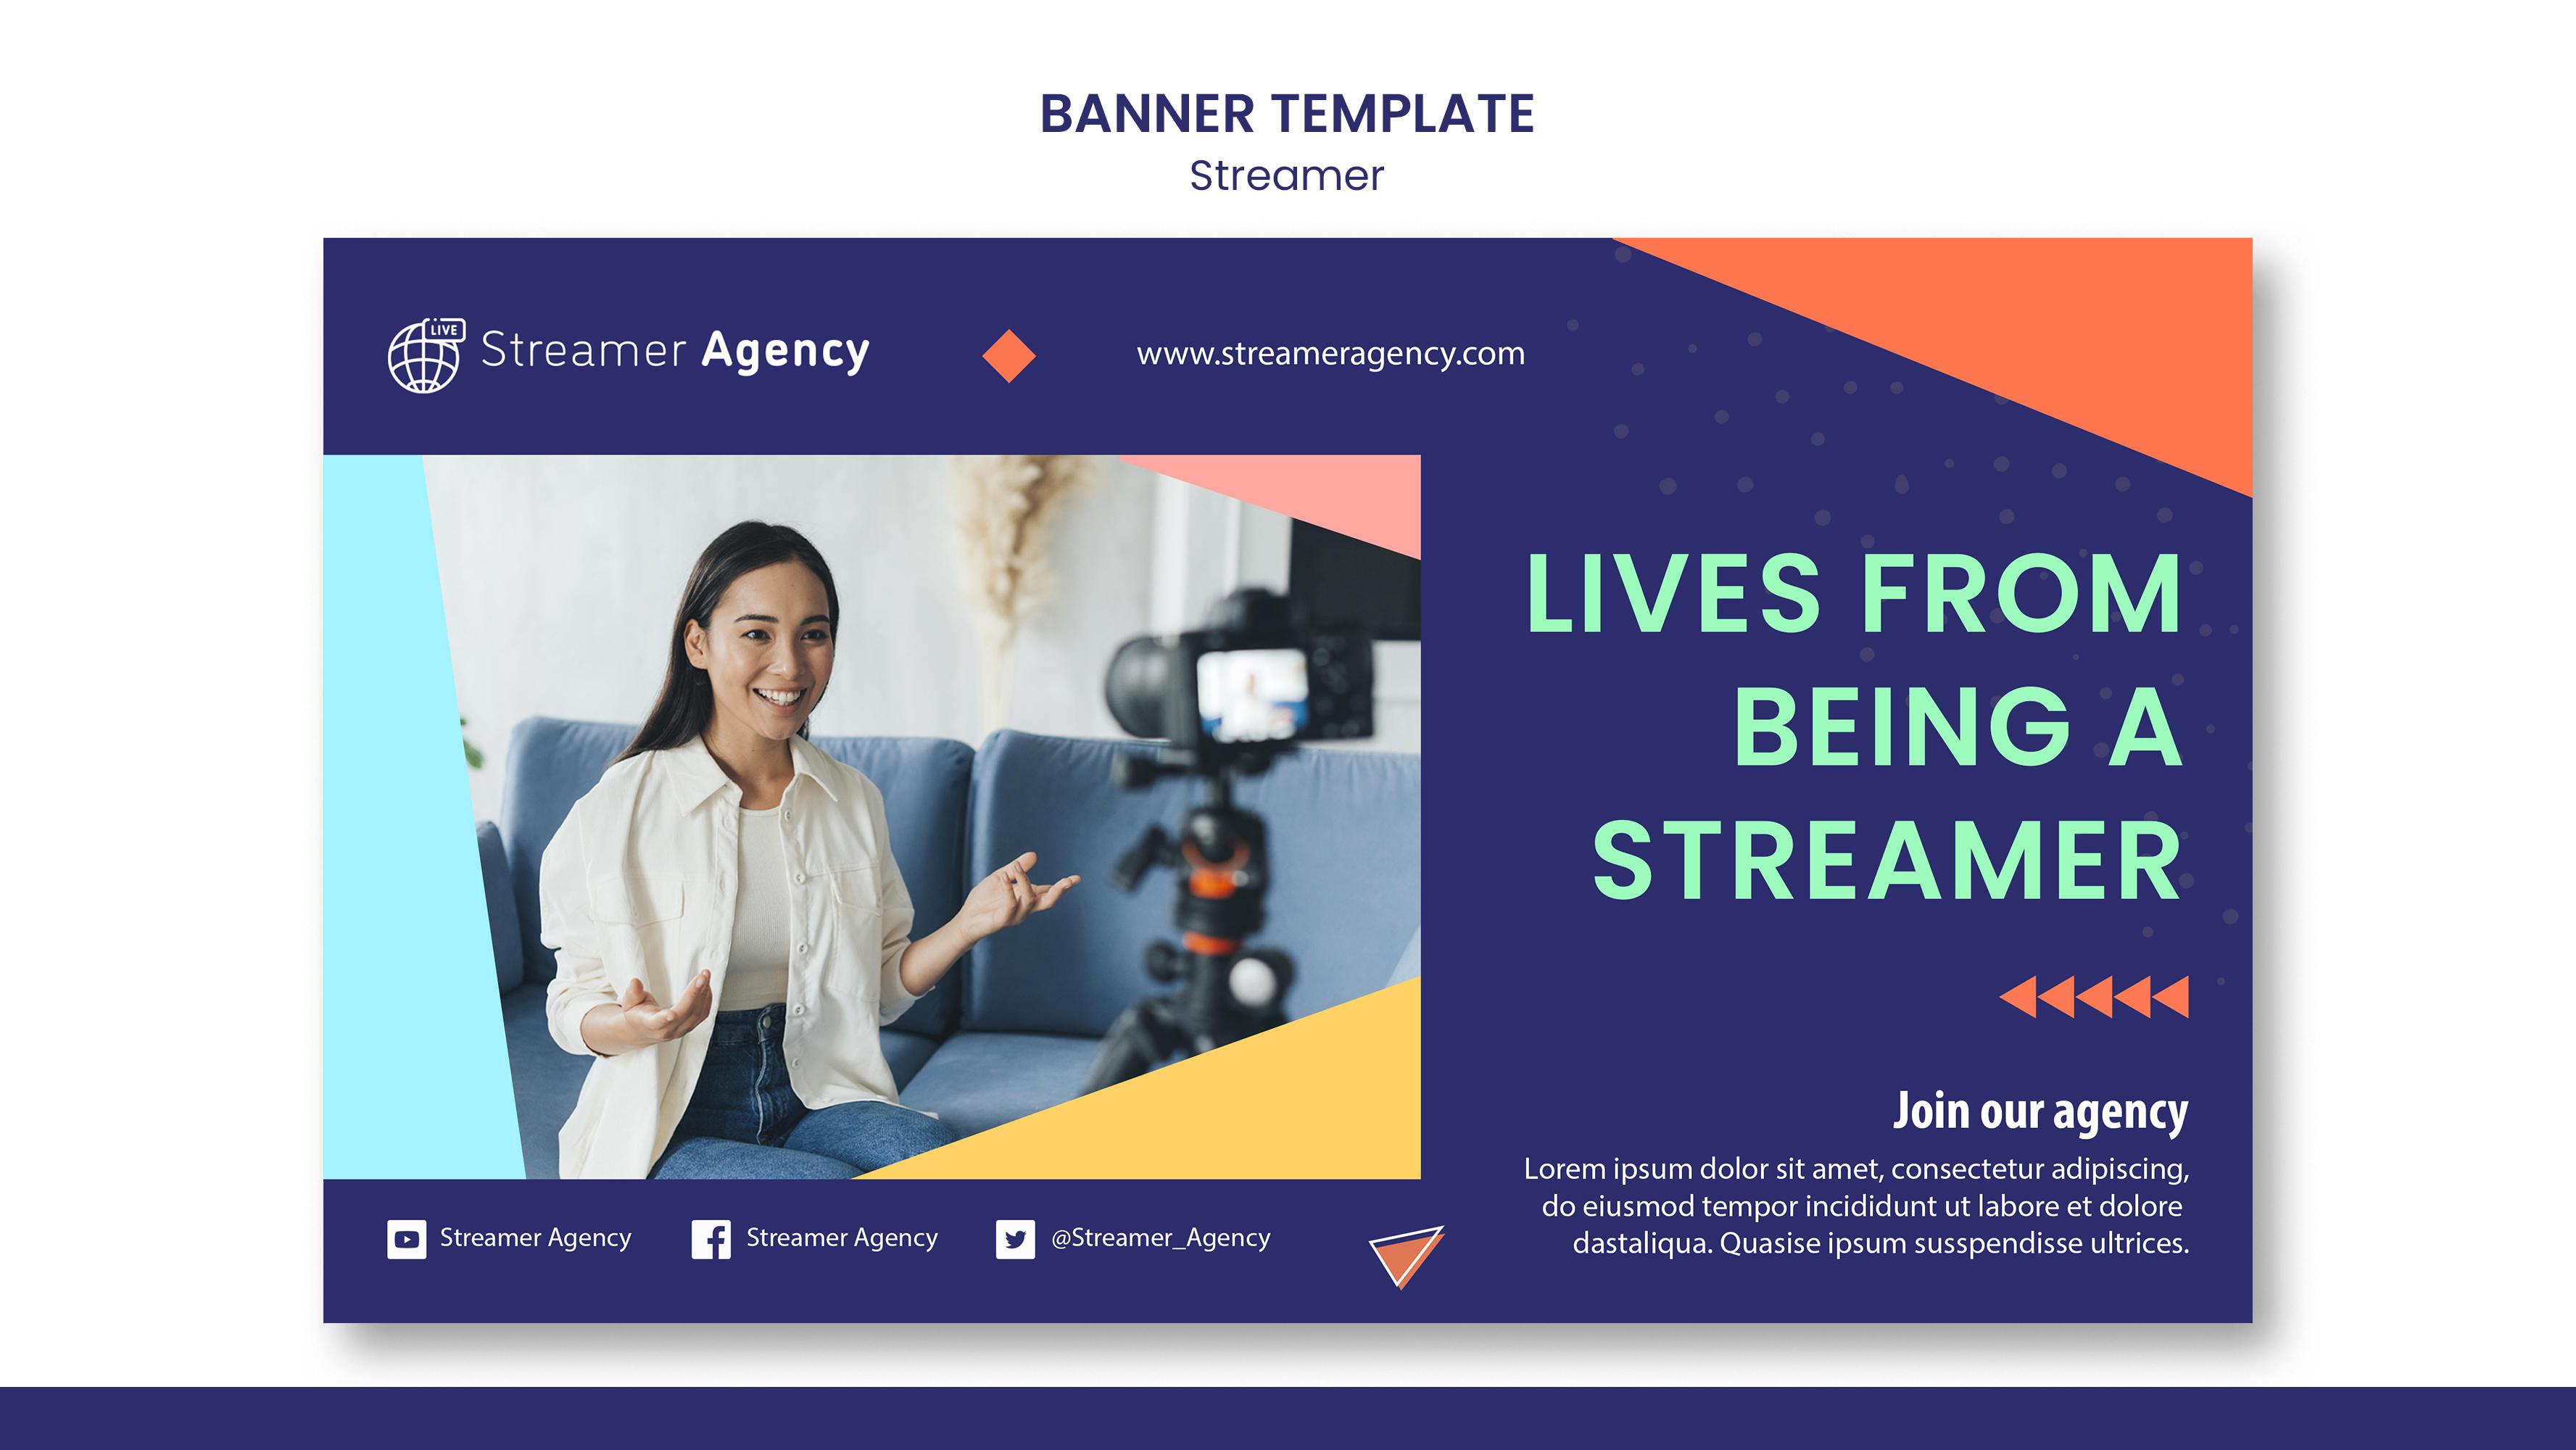 BANNER TEMPLATE
Streamer
LIVE
Streamer Agency
www.streameragency.com
LIVES FROM
BEING A
STREAMER
Join our agency
Lorem ipsum dolor sit amet, consectetur adipiscing,
do eiusmod tempor incididunt ut labore et dolore
dastaliqua. Quasise ipsum susspendisse ultrices.
Streamer Agency
Streamer Agency
@Streamer_Agency